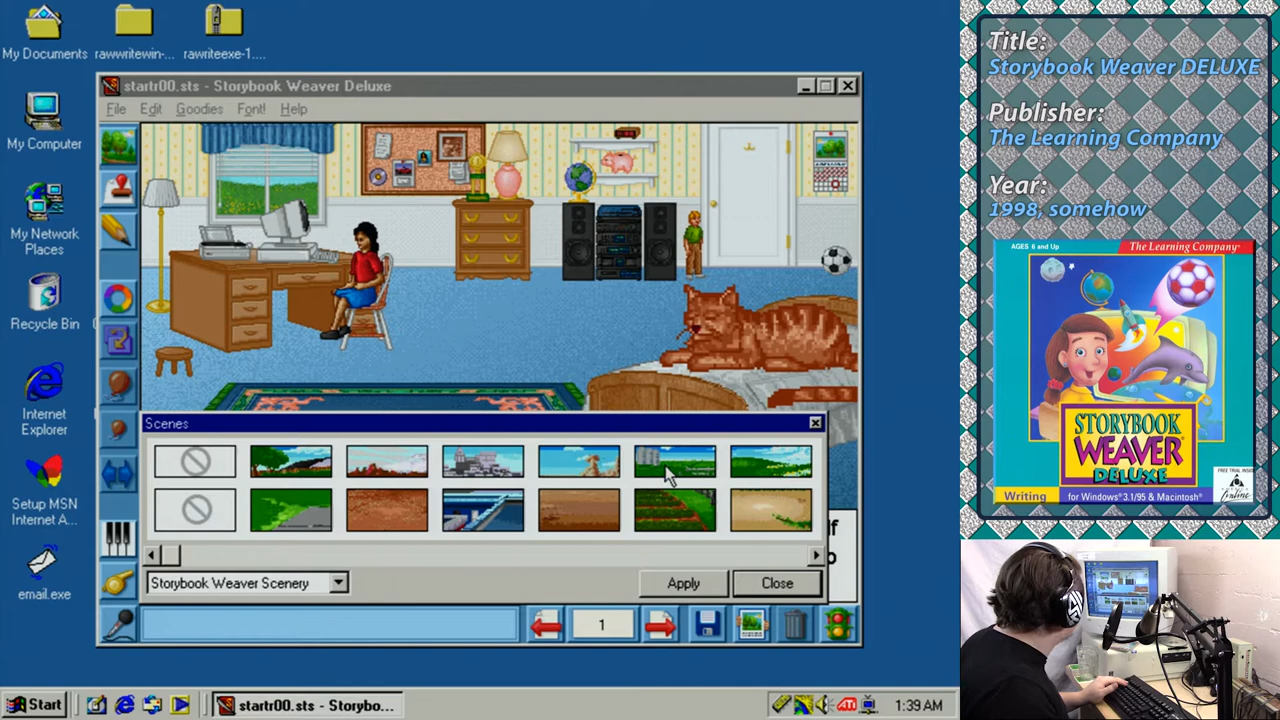 My Documents
rawwritewin-...
rawriteexe-1....
My Computer
My Network
Places
Recycle Bin
Internet
Explorer
Setup MSN
Internet A...
email.exe
startr00.sts - Storybook Weaver Deluxe
File Edit Goodies Font! Help
Scenes
Storybook Weaver Scenery
Apply
Close
1
Start
startr00.sts - Storybo...
1:39 AM
Title:
Storybook Weaver DELUXE
Publisher:
The Learning Company
Year:
1998, somehow
AGES 6 and Up
The Learning Company
STORYBOOK
WEAVER
DELUXE
FREE TRIAL INSIDE
Writing
for Windows® 3.1/95 & Macintosh®